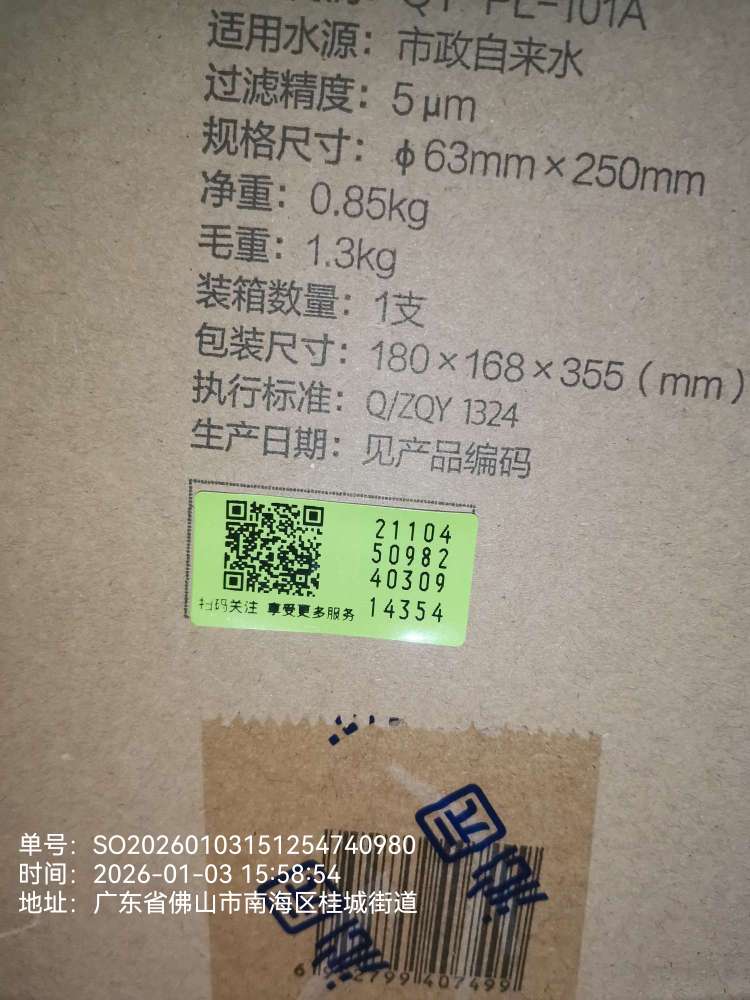 QY-PL-101A
适用水源：市政自来水
过滤精度：5μm
规格尺寸：ϕ63mm×250mm
净重：0.85kg
毛重：1.3kg
装箱数量：1支
包装尺寸：180×168×355（mm）
执行标准：Q/ZQY 1324
生产日期：见产品编码
21104
50982
40309
14354
扫码关注 享受更多服务
单号：SO20260103151254740980
时间：2026-01-03 15:58:54
地址：广东省佛山市南海区桂城街道